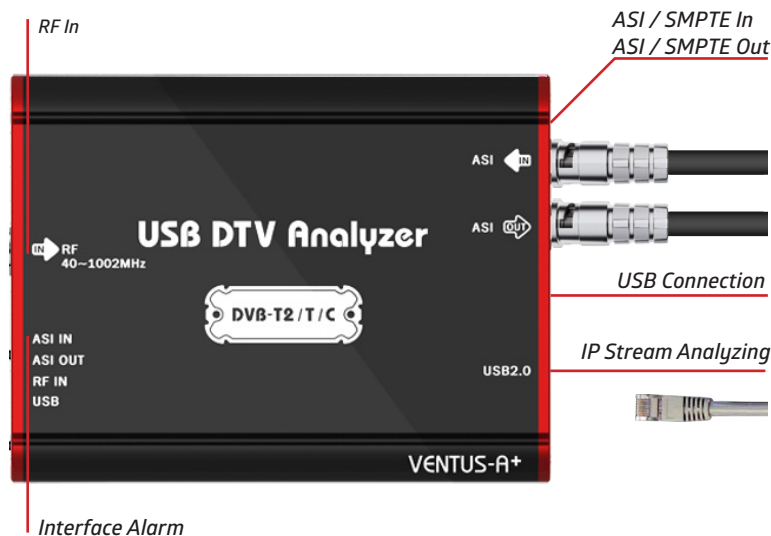 RF In
ASI / SMPTE In
ASI / SMPTE Out
ASI IN
USB DTV Analyzer
ASI OUT
IN RF
40~1002MHz
USB Connection
DVB-T2/T/C
ASI IN
ASI OUT
RF IN
USB
IP Stream Analyzing
USB2.0
VENTUS-A+
Interface Alarm